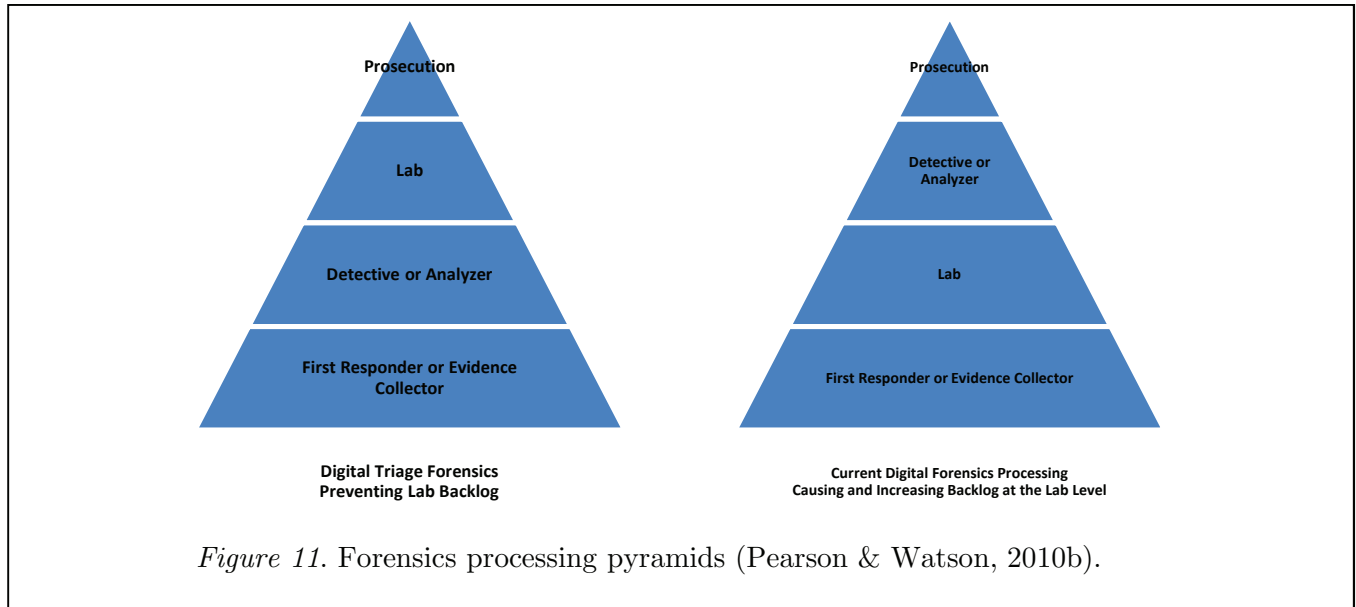 Prosecution
Lab
Detective or Analyzer
First Responder or Evidence
Collector
Digital Triage Forensics
Preventing Lab Backlog
Prosecution
Detective or
Analyzer
Lab
First Responder or Evidence Collector
Current Digital Forensics Processing
Causing and Increasing Backlog at the Lab Level
Figure 11. Forensics processing pyramids (Pearson & Watson, 2010b).